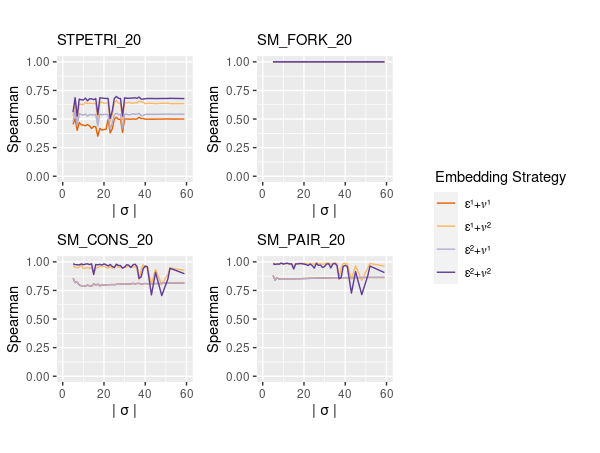 STPETRI_20
SM_FORK_20
1.00
0.75
0.50
0.25
0.00
Spearman
0 20 40 60
| σ |
1.00
0.75
0.50
0.25
0.00
Spearman
0 20 40 60
| σ |
Embedding Strategy
ε¹+ν¹
ε¹+ν²
ε²+ν¹
ε²+ν²
SM_CONS_20
SM_PAIR_20
1.00
0.75
0.50
0.25
0.00
Spearman
0 20 40 60
| σ |
1.00
0.75
0.50
0.25
0.00
Spearman
0 20 40 60
| σ |